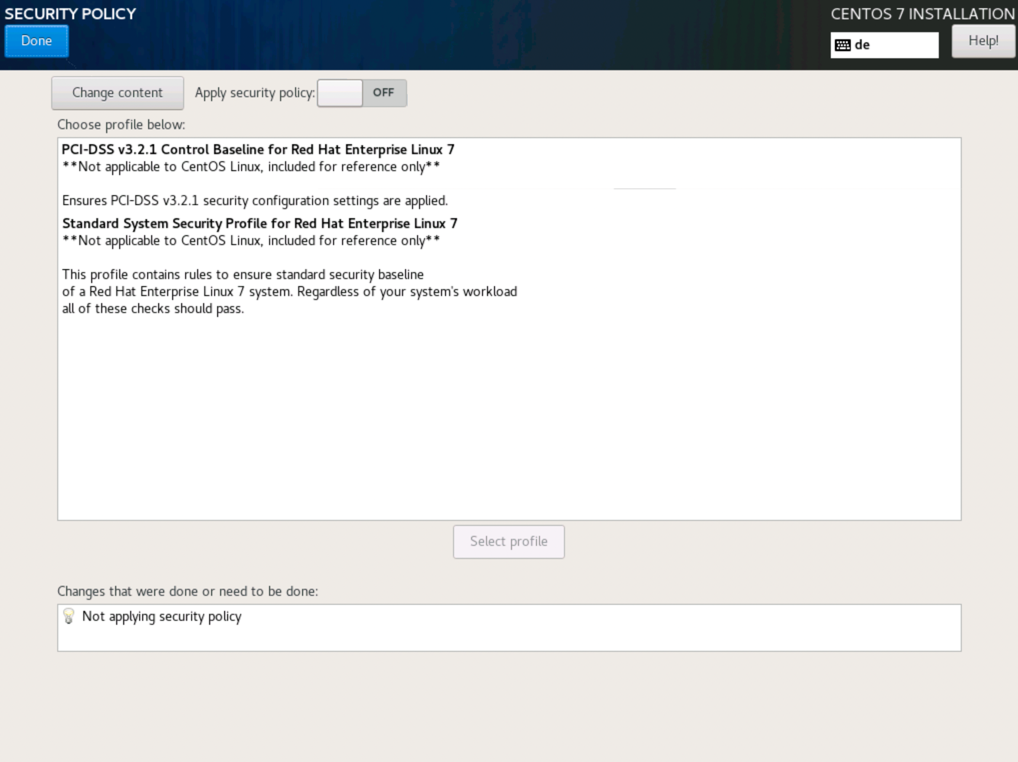 SECURITY POLICY
CENTOS 7 INSTALLATION
Done
de
Help!
Change content
Apply security policy:
OFF
Choose profile below:
PCI-DSS v3.2.1 Control Baseline for Red Hat Enterprise Linux 7
**Not applicable to CentOS Linux, included for reference only**
Ensures PCI-DSS v3.2.1 security configuration settings are applied.
Standard System Security Profile for Red Hat Enterprise Linux 7
**Not applicable to CentOS Linux, included for reference only**
This profile contains rules to ensure standard security baseline
of a Red Hat Enterprise Linux 7 system. Regardless of your system's workload
all of these checks should pass.
Select profile
Changes that were done or need to be done:
Not applying security policy